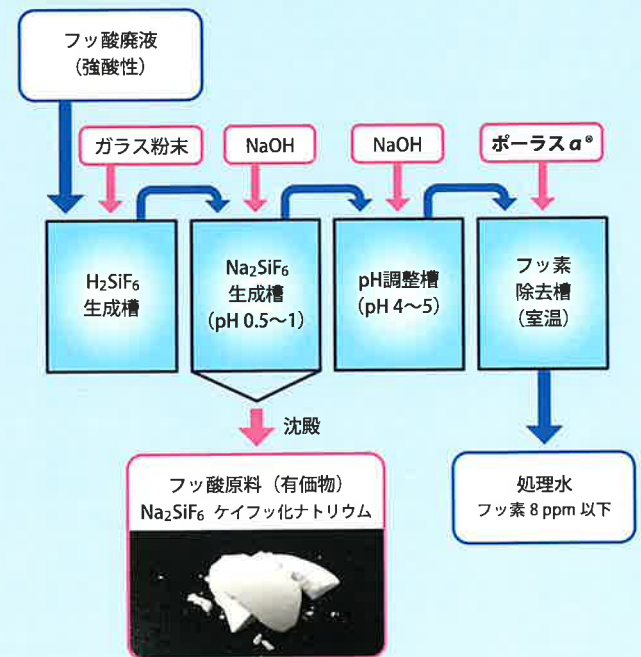 フッ酸廃液
(強酸性)
ガラス粉末
NaOH
NaOH
ポーラスα®
H₂SiF₆
生成槽
Na₂SiF₆
生成槽
(pH 0.5〜1)
pH調整槽
(pH 4〜5)
フッ素
除去槽
(室温)
沈殿
フッ酸原料(有価物)
Na₂SiF₆ ケイフッ化ナトリウム
処理水
フッ素 8 ppm 以下